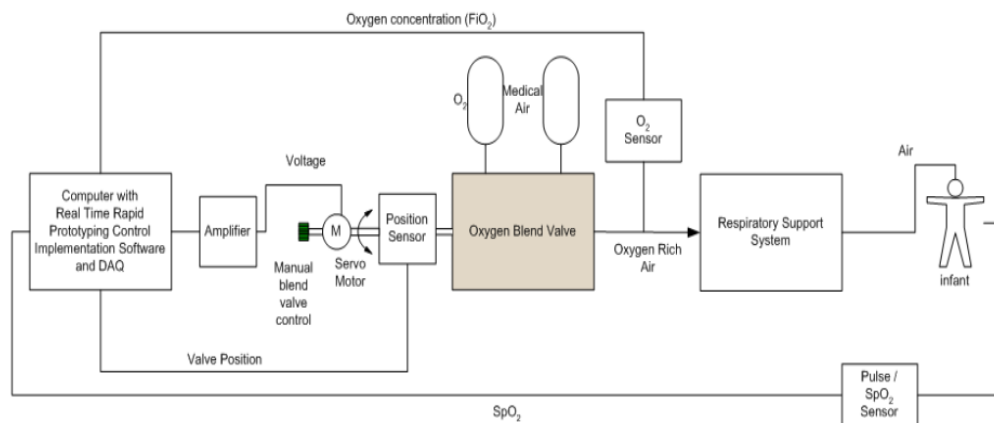 Oxygen concentration (FiO2)
O2
Medical
Air
O2
Sensor
Voltage
Air
Computer with
Real Time Rapid
Prototyping Control
Implementation Software
and DAQ
Amplifier
M
Position
Sensor
Oxygen Blend Valve
Respiratory Support
System
Oxygen Rich
Air
Manual
blend
valve
control
Servo
Motor
infant
Valve Position
Pulse /
SpO2
Sensor
SpO2